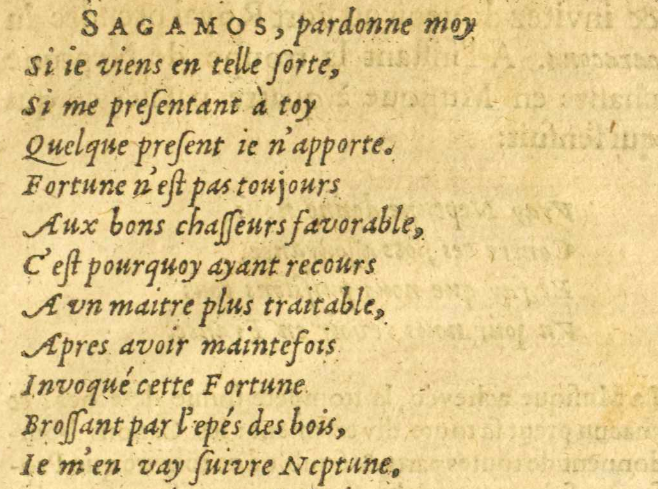 SAGAMOS, pardonne moy
Si ie viens en telle ſorte,
Si me preſentant à toy
Quelque preſent ie n'apporte.
Fortune n'eſt pas toujours
Aux bons chaſſeurs favorable,
C'eſt pourquoy ayant recours
A vn maitre plus traitable,
Apres avoir maintefois
Invoqué cette Fortune
Broſſant par l'epés des bois,
Ie m'en vay ſuivre Neptune.